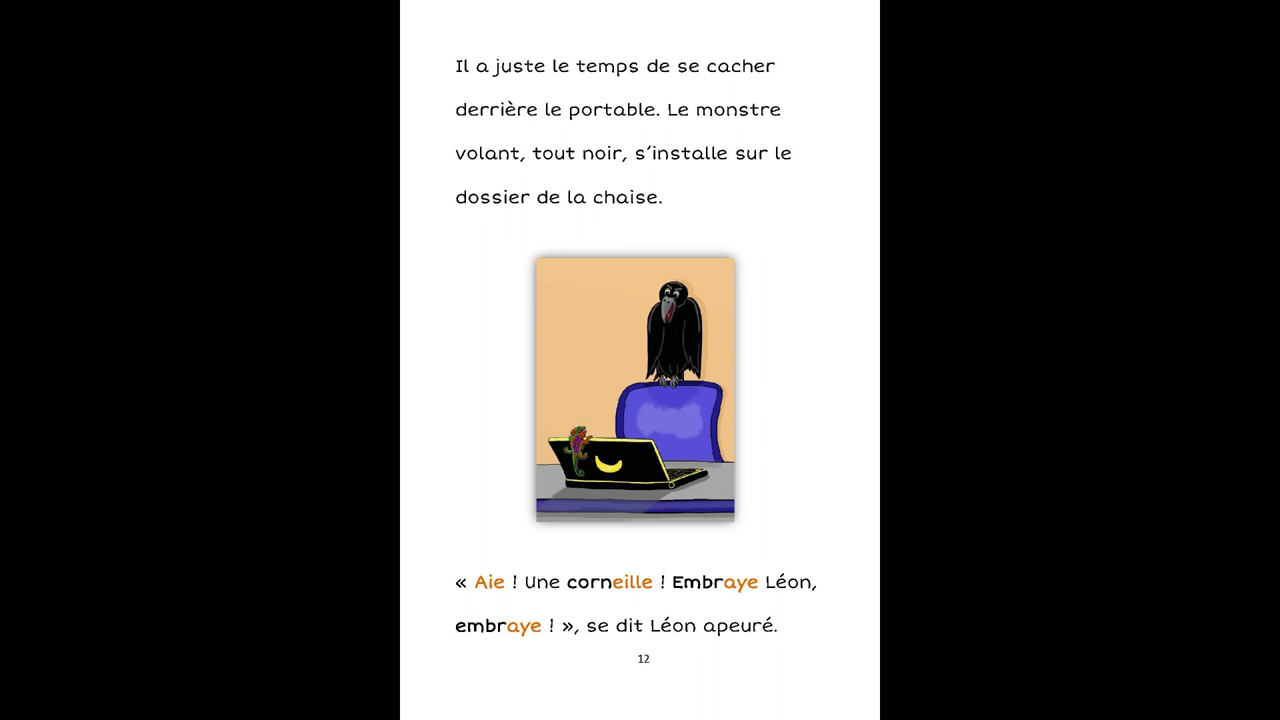 Il a juste le temps de se cacher
derrière le portable. Le monstre
volant, tout noir, s’installe sur le
dossier de la chaise.
« Aie ! Une corneille ! Embraye Léon,
embraye ! », se dit Léon apeuré.
12